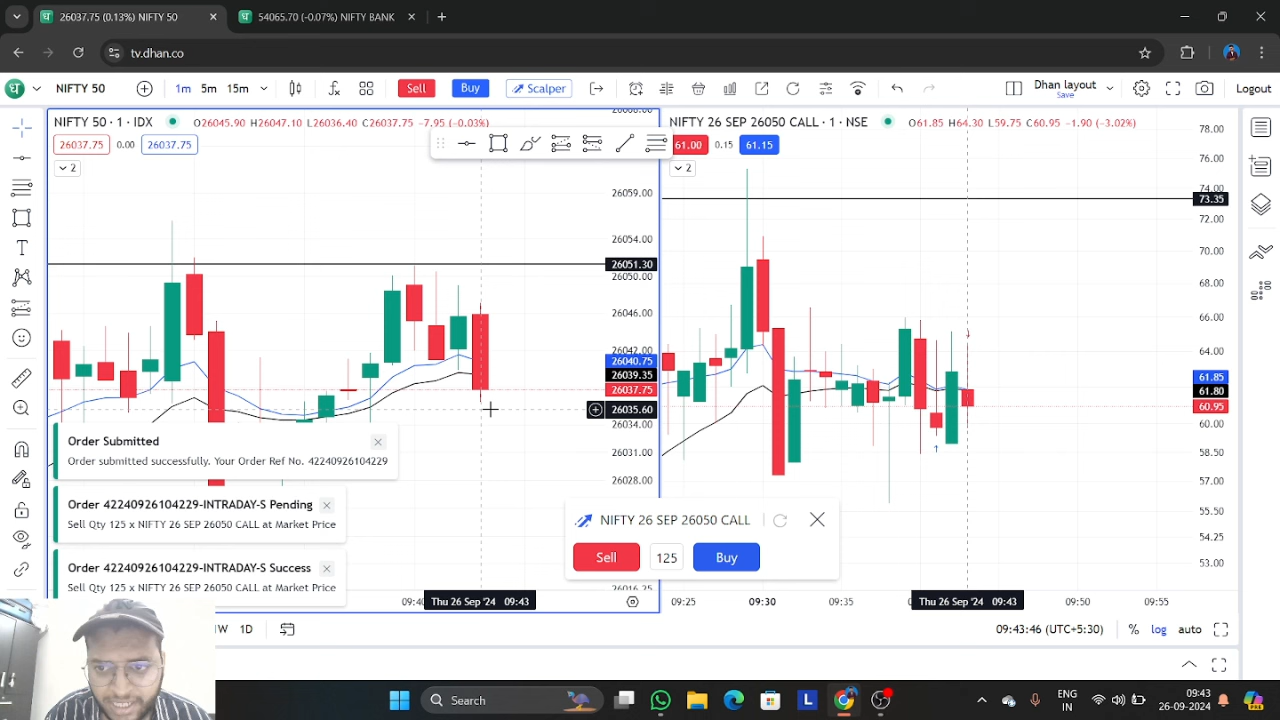 26037.75 (0.13%) NIFTY 50
54065.70 (-0.07%) NIFTY BANK
tv.dhan.co
NIFTY 50
1m 5m 15m
Sell
Buy
Scalper
Dhan layout
Save
Logout
NIFTY 50 · 1 · IDX
O26045.90 H26047.10 L26036.40 C26037.75 -7.95 (-0.03%)
26037.75 0.00 26037.75
2
26059.00
26054.00
26051.30
26050.00
26046.00
26042.00
26040.75
26039.35
26037.75
26035.60
26034.00
26031.00
26028.00
NIFTY 26 SEP 26050 CALL · 1 · NSE
O61.85 H64.30 L59.75 C60.95 -1.90 (-3.02%)
61.00 0.15 61.15
2
78.00
76.00
74.00
73.35
72.00
70.00
68.00
66.00
64.00
61.85
61.80
60.95
60.00
58.50
57.00
55.50
54.25
53.00
Order Submitted
Order submitted successfully. Your Order Ref No. 42240926104229
Order 42240926104229-INTRADAY-S Pending
Sell Qty 125 x NIFTY 26 SEP 26050 CALL at Market Price
Order 42240926104229-INTRADAY-S Success
Sell Qty 125 x NIFTY 26 SEP 26050 CALL at Market Price
NIFTY 26 SEP 26050 CALL
Sell 125 Buy
Thu 26 Sep '24 09:43
09:25 09:30 09:35 Thu 26 Sep '24 09:43 09:50 09:55
1D
09:43:46 (UTC+5:30) % log auto
Search
ENG
IN
09:43
26-09-2024